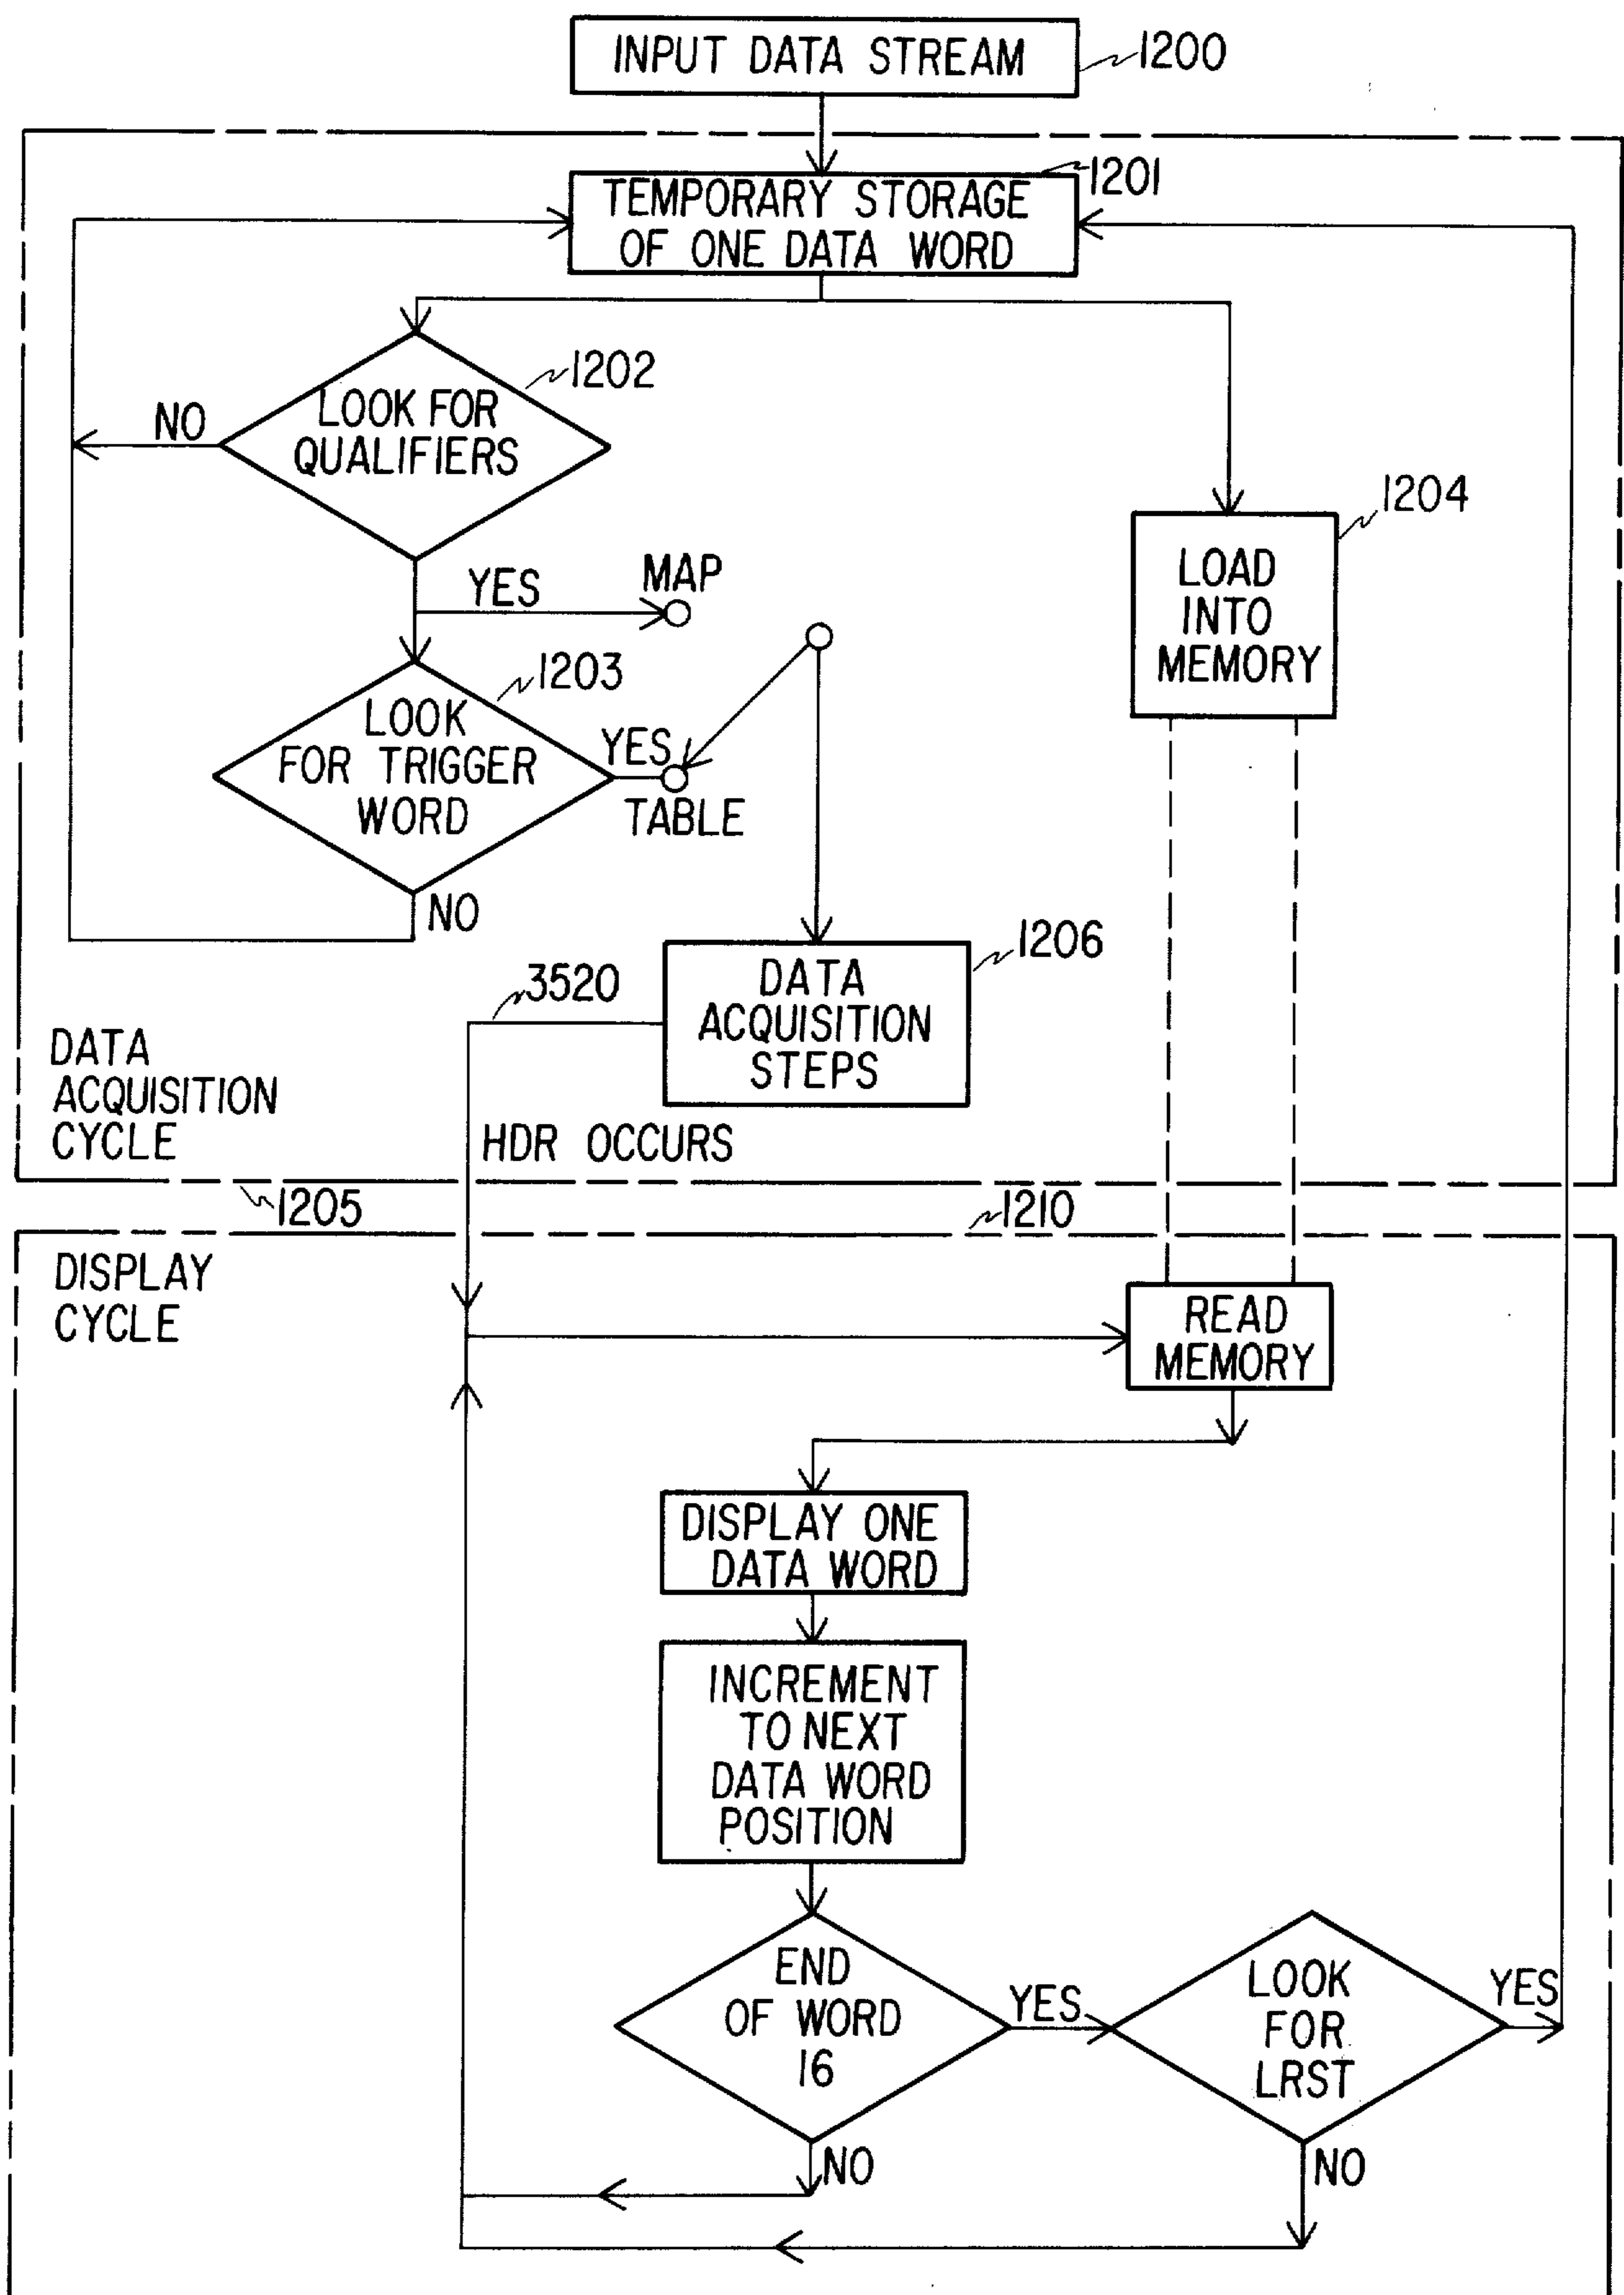 INPUT DATA STREAM
1200
1201
TEMPORARY STORAGE
OF ONE DATA WORD
1202
LOOK FOR
QUALIFIERS
NO
YES
MAP
1203
LOOK
FOR TRIGGER
WORD
YES
TABLE
NO
1204
LOAD
INTO
MEMORY
1206
DATA
ACQUISITION
STEPS
3520
DATA
ACQUISITION
CYCLE
HDR OCCURS
1205
1210
DISPLAY
CYCLE
READ
MEMORY
DISPLAY ONE
DATA WORD
INCREMENT
TO NEXT
DATA WORD
POSITION
END
OF WORD
16
YES
NO
LOOK
FOR
LRST
YES
NO